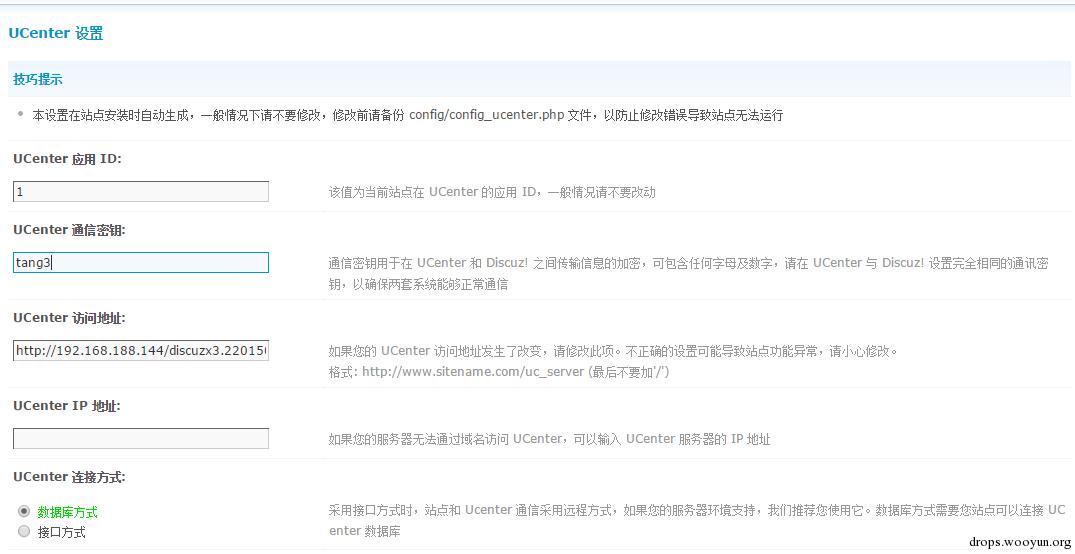 UCenter 设置
技巧提示
本设置在站点安装时自动生成，一般情况下请不要修改，修改前请备份 config/config_ucenter.php 文件，以防止修改错误导致站点无法运行
UCenter 应用 ID:
1
该值为当前站点在 UCenter 的应用 ID，一般情况请不要改动
UCenter 通信密钥:
tang3
通信密钥用于在 UCenter 和 Discuz! 之间传输信息的加密，可包含任何字母及数字，请在 UCenter 与 Discuz! 设置完全相同的通讯密
钥，以确保两套系统能够正常通信
UCenter 访问地址:
http://192.168.188.144/discuzx3.220150
如果您的 UCenter 访问地址发生了改变，请修改此项。不正确的设置可能导致站点功能异常，请小心修改。
格式: http://www.sitename.com/uc_server (最后不要加'/')
UCenter IP 地址:
如果您的服务器无法通过域名访问 UCenter，可以输入 UCenter 服务器的 IP 地址
UCenter 连接方式:
数据库方式
接口方式
采用接口方式时，站点和 Ucenter 通信采用远程方式，如果您的服务器环境支持，我们推荐您使用它。数据库方式需要您站点可以连接 UC
enter 数据库
drops.wooyun.org